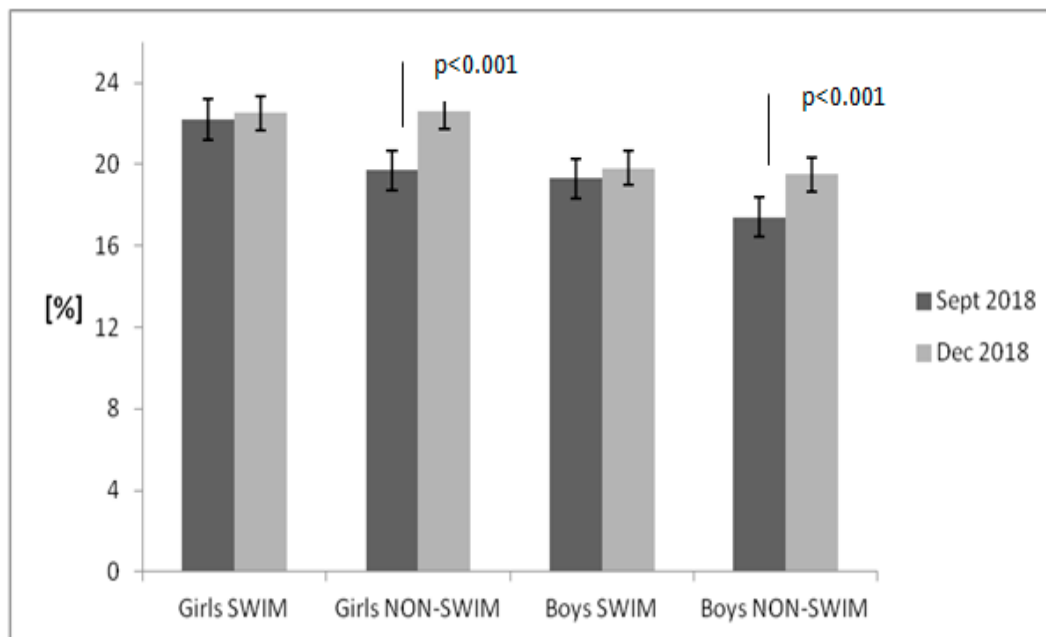 p<0.001
p<0.001
24
20
16
12
8
4
0
[%]
Sept 2018
Dec 2018
Girls SWIM
Girls NON-SWIM
Boys SWIM
Boys NON-SWIM